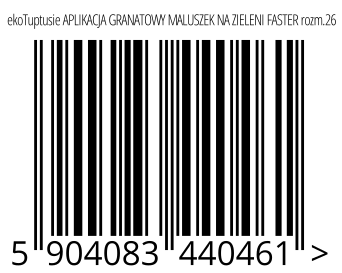 ekoTuptusie APLIKACJA GRANATOWY MALUSZEK NA ZIELENI FASTER rozm.26
5 904083 440461 >